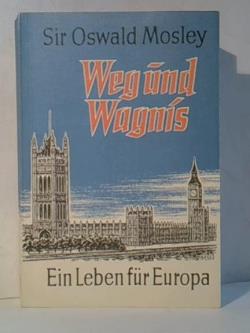 Sir Oswald Mosley
Weg und
Wagnis
Ein Leben für Europa